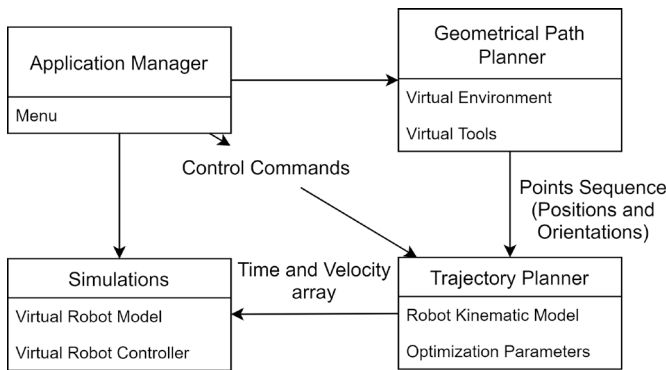 Application Manager
Menu
Geometrical Path
Planner
Virtual Environment
Virtual Tools
Control Commands
Points Sequence
(Positions and
Orientations)
Simulations
Virtual Robot Model
Virtual Robot Controller
Time and Velocity
array
Trajectory Planner
Robot Kinematic Model
Optimization Parameters